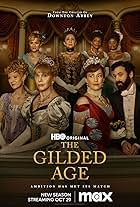 FROM THE CREATOR OF
DOWNTON ABBEY
HBO ORIGINAL
THE
GILDED
AGE
AMBITION HAS MET ITS MATCH
NEW SEASON
STREAMING OCT 29
max